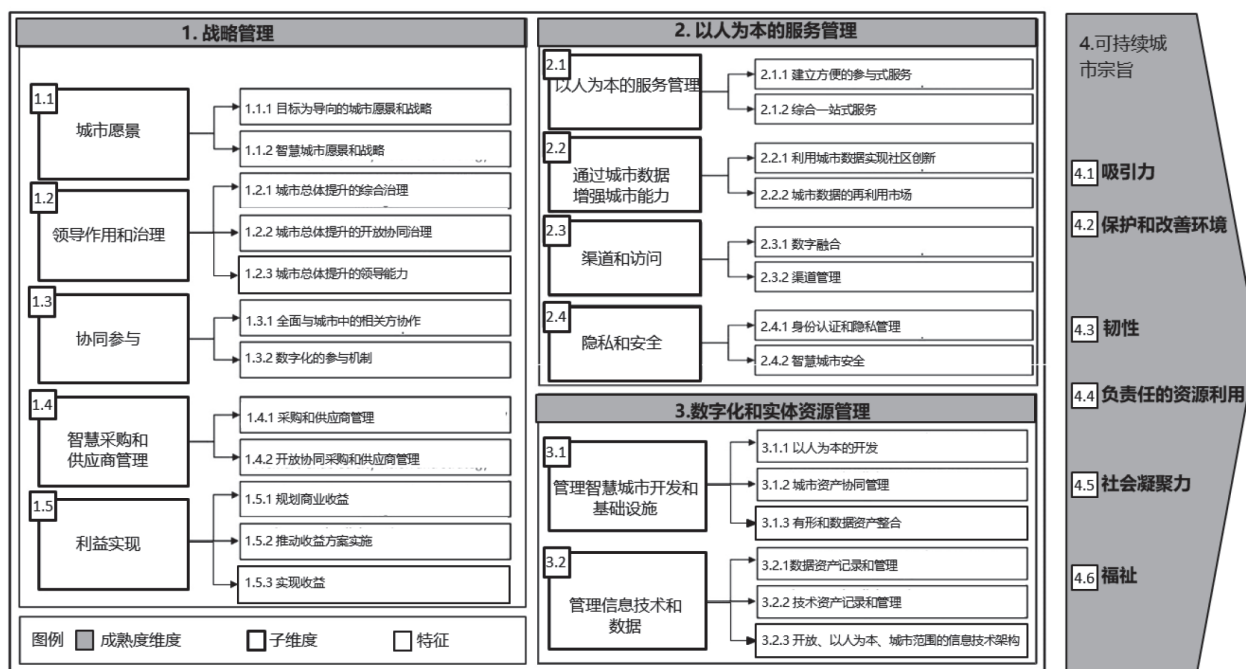 1. 战略管理
1.1
城市愿景
1.1.1 目标为导向的城市愿景和战略
1.1.2 智慧城市愿景和战略
1.2
领导作用和治理
1.2.1 城市总体提升的综合治理
1.2.2 城市总体提升的开放协同治理
1.2.3 城市总体提升的领导能力
1.3
协同参与
1.3.1 全面与城市中的相关方协作
1.3.2 数字化的参与机制
1.4
智慧采购和
供应商管理
1.4.1 采购和供应商管理
1.4.2 开放协同采购和供应商管理
1.5
利益实现
1.5.1 规划商业收益
1.5.2 推动收益方案实施
1.5.3 实现收益
图例 成熟度维度 子维度 特征
2. 以人为本的服务管理
2.1
以人为本的服务管理
2.1.1 建立方便的参与式服务
2.1.2 综合一站式服务
2.2
通过城市数据
增强城市能力
2.2.1 利用城市数据实现社区创新
2.2.2 城市数据的再利用市场
2.3
渠道和访问
2.3.1 数字融合
2.3.2 渠道管理
2.4
隐私和安全
2.4.1 身份认证和隐私管理
2.4.2 智慧城市安全
3.数字化和实体资源管理
3.1
管理智慧城市开发和
基础设施
3.1.1 以人为本的开发
3.1.2 城市资产协同管理
3.1.3 有形和数据资产整合
3.2
管理信息技术和
数据
3.2.1数据资产记录和管理
3.2.2 技术资产记录和管理
3.2.3 开放、以人为本、城市范围的信息技术架构
4.可持续城
市宗旨
4.1 吸引力
4.2 保护和改善环境
4.3 韧性
4.4 负责任的资源利用
4.5 社会凝聚力
4.6 福祉